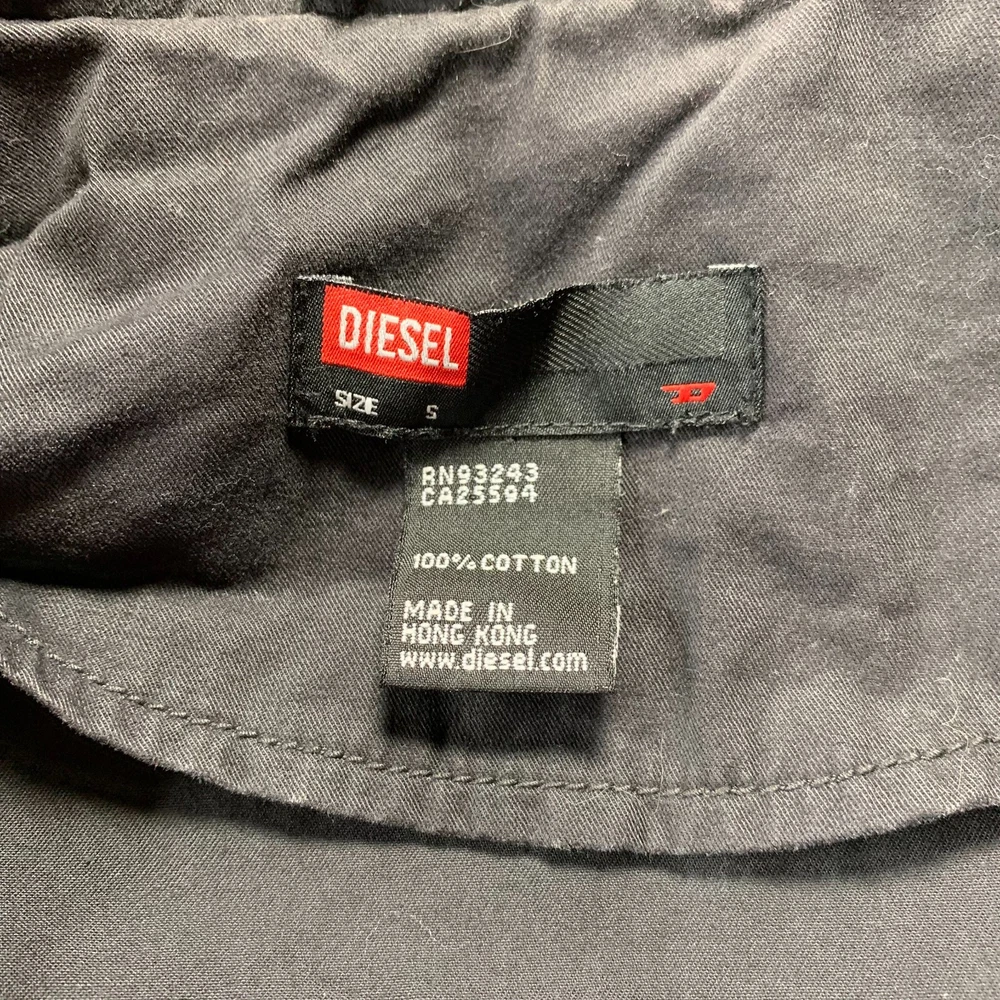 DIESEL
SIZE S
RN93243
CA25594
100% COTTON
MADE IN
HONG KONG
www.diesel.com